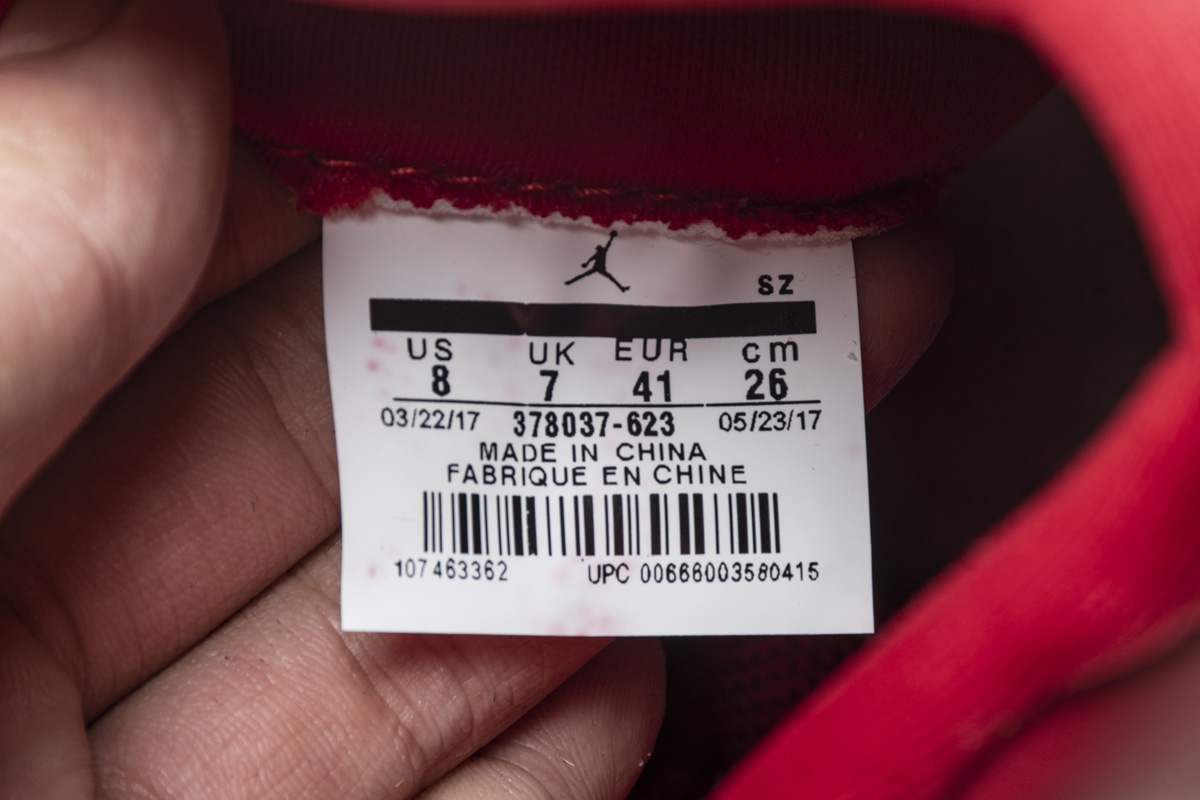 SZ
US UK EUR cm
8 7 41 26
03/22/17 378037-623 05/23/17
MADE IN CHINA
FABRIQUE EN CHINE
107463362 UPC 00666003580415